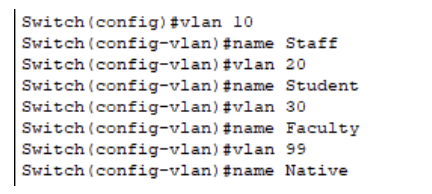 Switch(config)#vlan 10
Switch(config-vlan)#name Staff
Switch(config-vlan)#vlan 20
Switch(config-vlan)#name Student
Switch(config-vlan)#vlan 30
Switch(config-vlan)#name Faculty
Switch(config-vlan)#vlan 99
Switch(config-vlan)#name Native